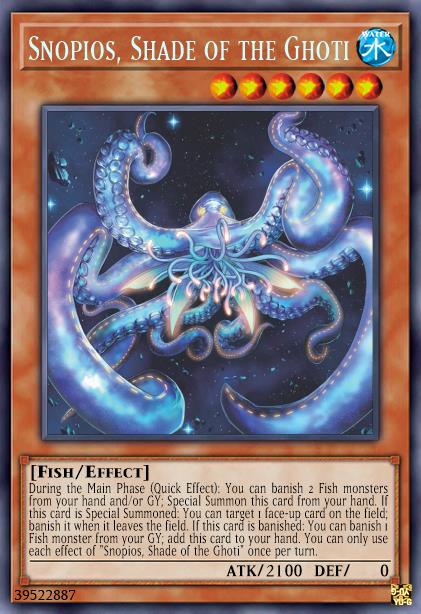 Snopios, Shade of the Ghoti
WATER
水
[Fish/Effect]
During the Main Phase (Quick Effect): You can banish 2 Fish monsters
from your hand and/or GY; Special Summon this card from your hand. If
this card is Special Summoned: You can target 1 face-up card on the field;
banish it when it leaves the field. If this card is banished: You can banish 1
Fish monster from your GY; add this card to your hand. You can only use
each effect of "Snopios, Shade of the Ghoti" once per turn.
ATK/2100 DEF/ 0
39522887